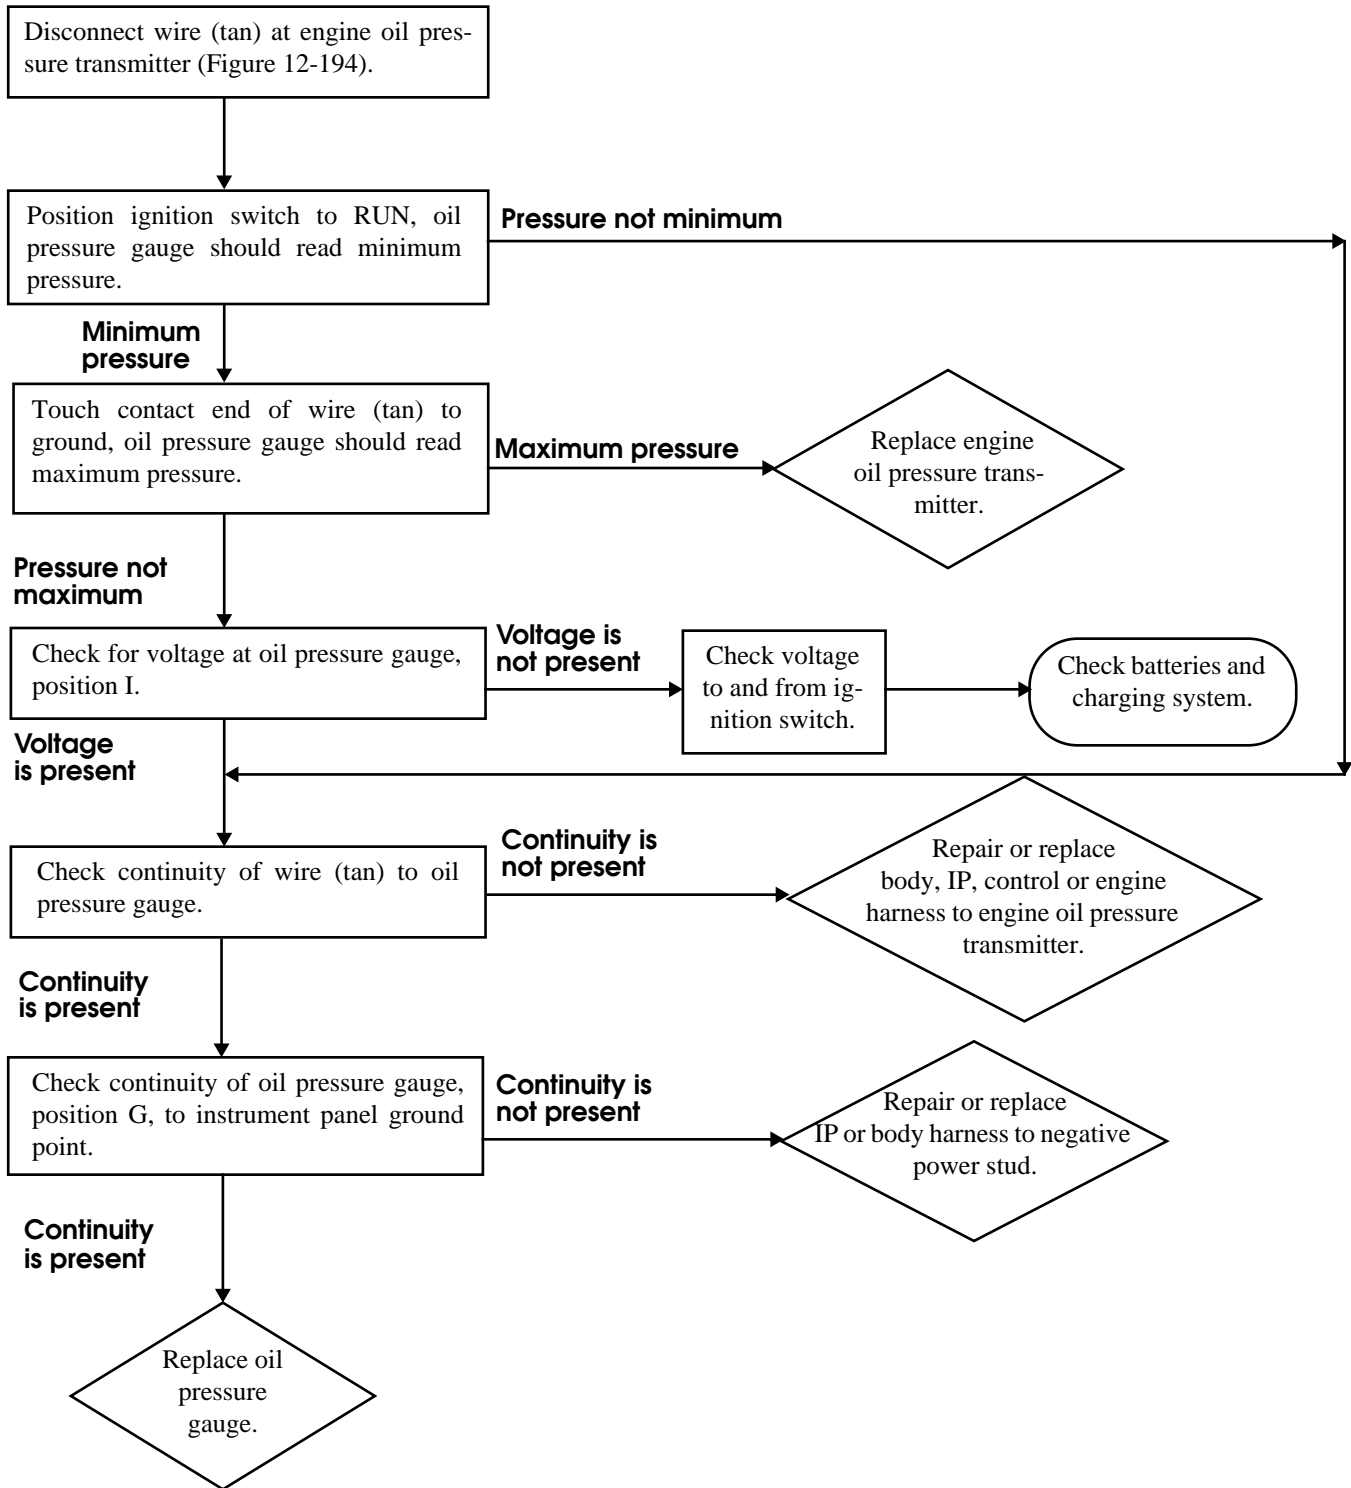 Disconnect wire (tan) at engine oil pres-
sure transmitter (Figure 12-194).
Position ignition switch to RUN, oil
pressure gauge should read minimum
pressure.
Pressure not minimum
Minimum
pressure
Touch contact end of wire (tan) to
ground, oil pressure gauge should read
maximum pressure.
Maximum pressure
Replace engine
oil pressure trans-
mitter.
Pressure not
maximum
Check for voltage at oil pressure gauge,
position I.
Voltage is
not present
Check voltage
to and from ig-
nition switch.
Check batteries and
charging system.
Voltage
is present
Check continuity of wire (tan) to oil
pressure gauge.
Continuity is
not present
Repair or replace
body, IP, control or engine
harness to engine oil pressure
transmitter.
Continuity
is present
Check continuity of oil pressure gauge,
position G, to instrument panel ground
point.
Continuity is
not present
Repair or replace
IP or body harness to negative
power stud.
Continuity
is present
Replace oil
pressure
gauge.